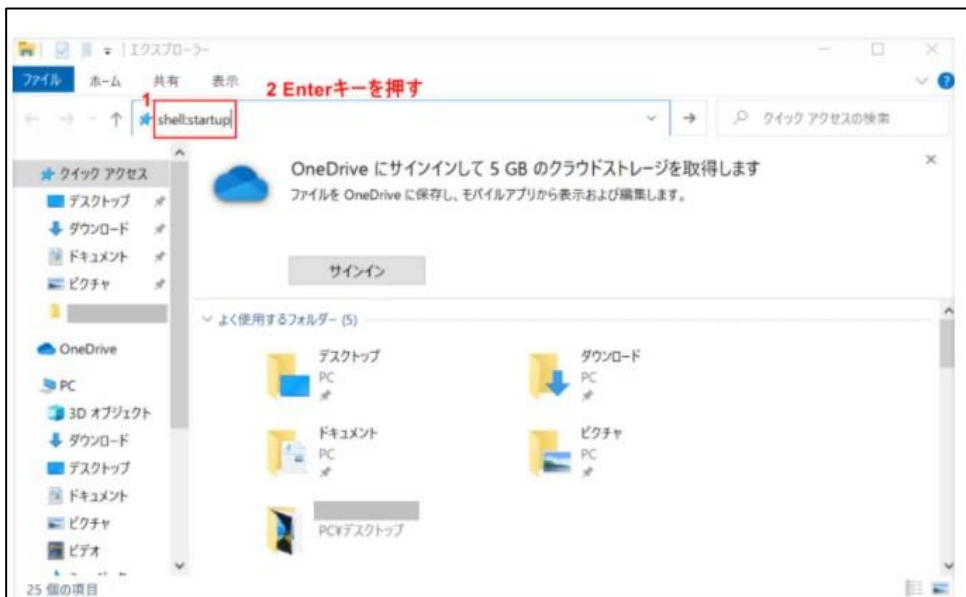 エクスプローラー
ファイル ホーム 共有 表示
1
2 Enterキーを押す
shell:startup
クイック アクセスの検索
クイック アクセス
デスクトップ
ダウンロード
ドキュメント
ピクチャ
OneDrive
PC
3D オブジェクト
ダウンロード
デスクトップ
ドキュメント
ピクチャ
ビデオ
OneDrive にサインインして 5 GB のクラウドストレージを取得します
ファイルを OneDrive に保存し、モバイルアプリから表示および編集します。
サインイン
よく使用するフォルダー (5)
デスクトップ
PC
ダウンロード
PC
ドキュメント
PC
ピクチャ
PC
PC¥デスクトップ
25 個の項目